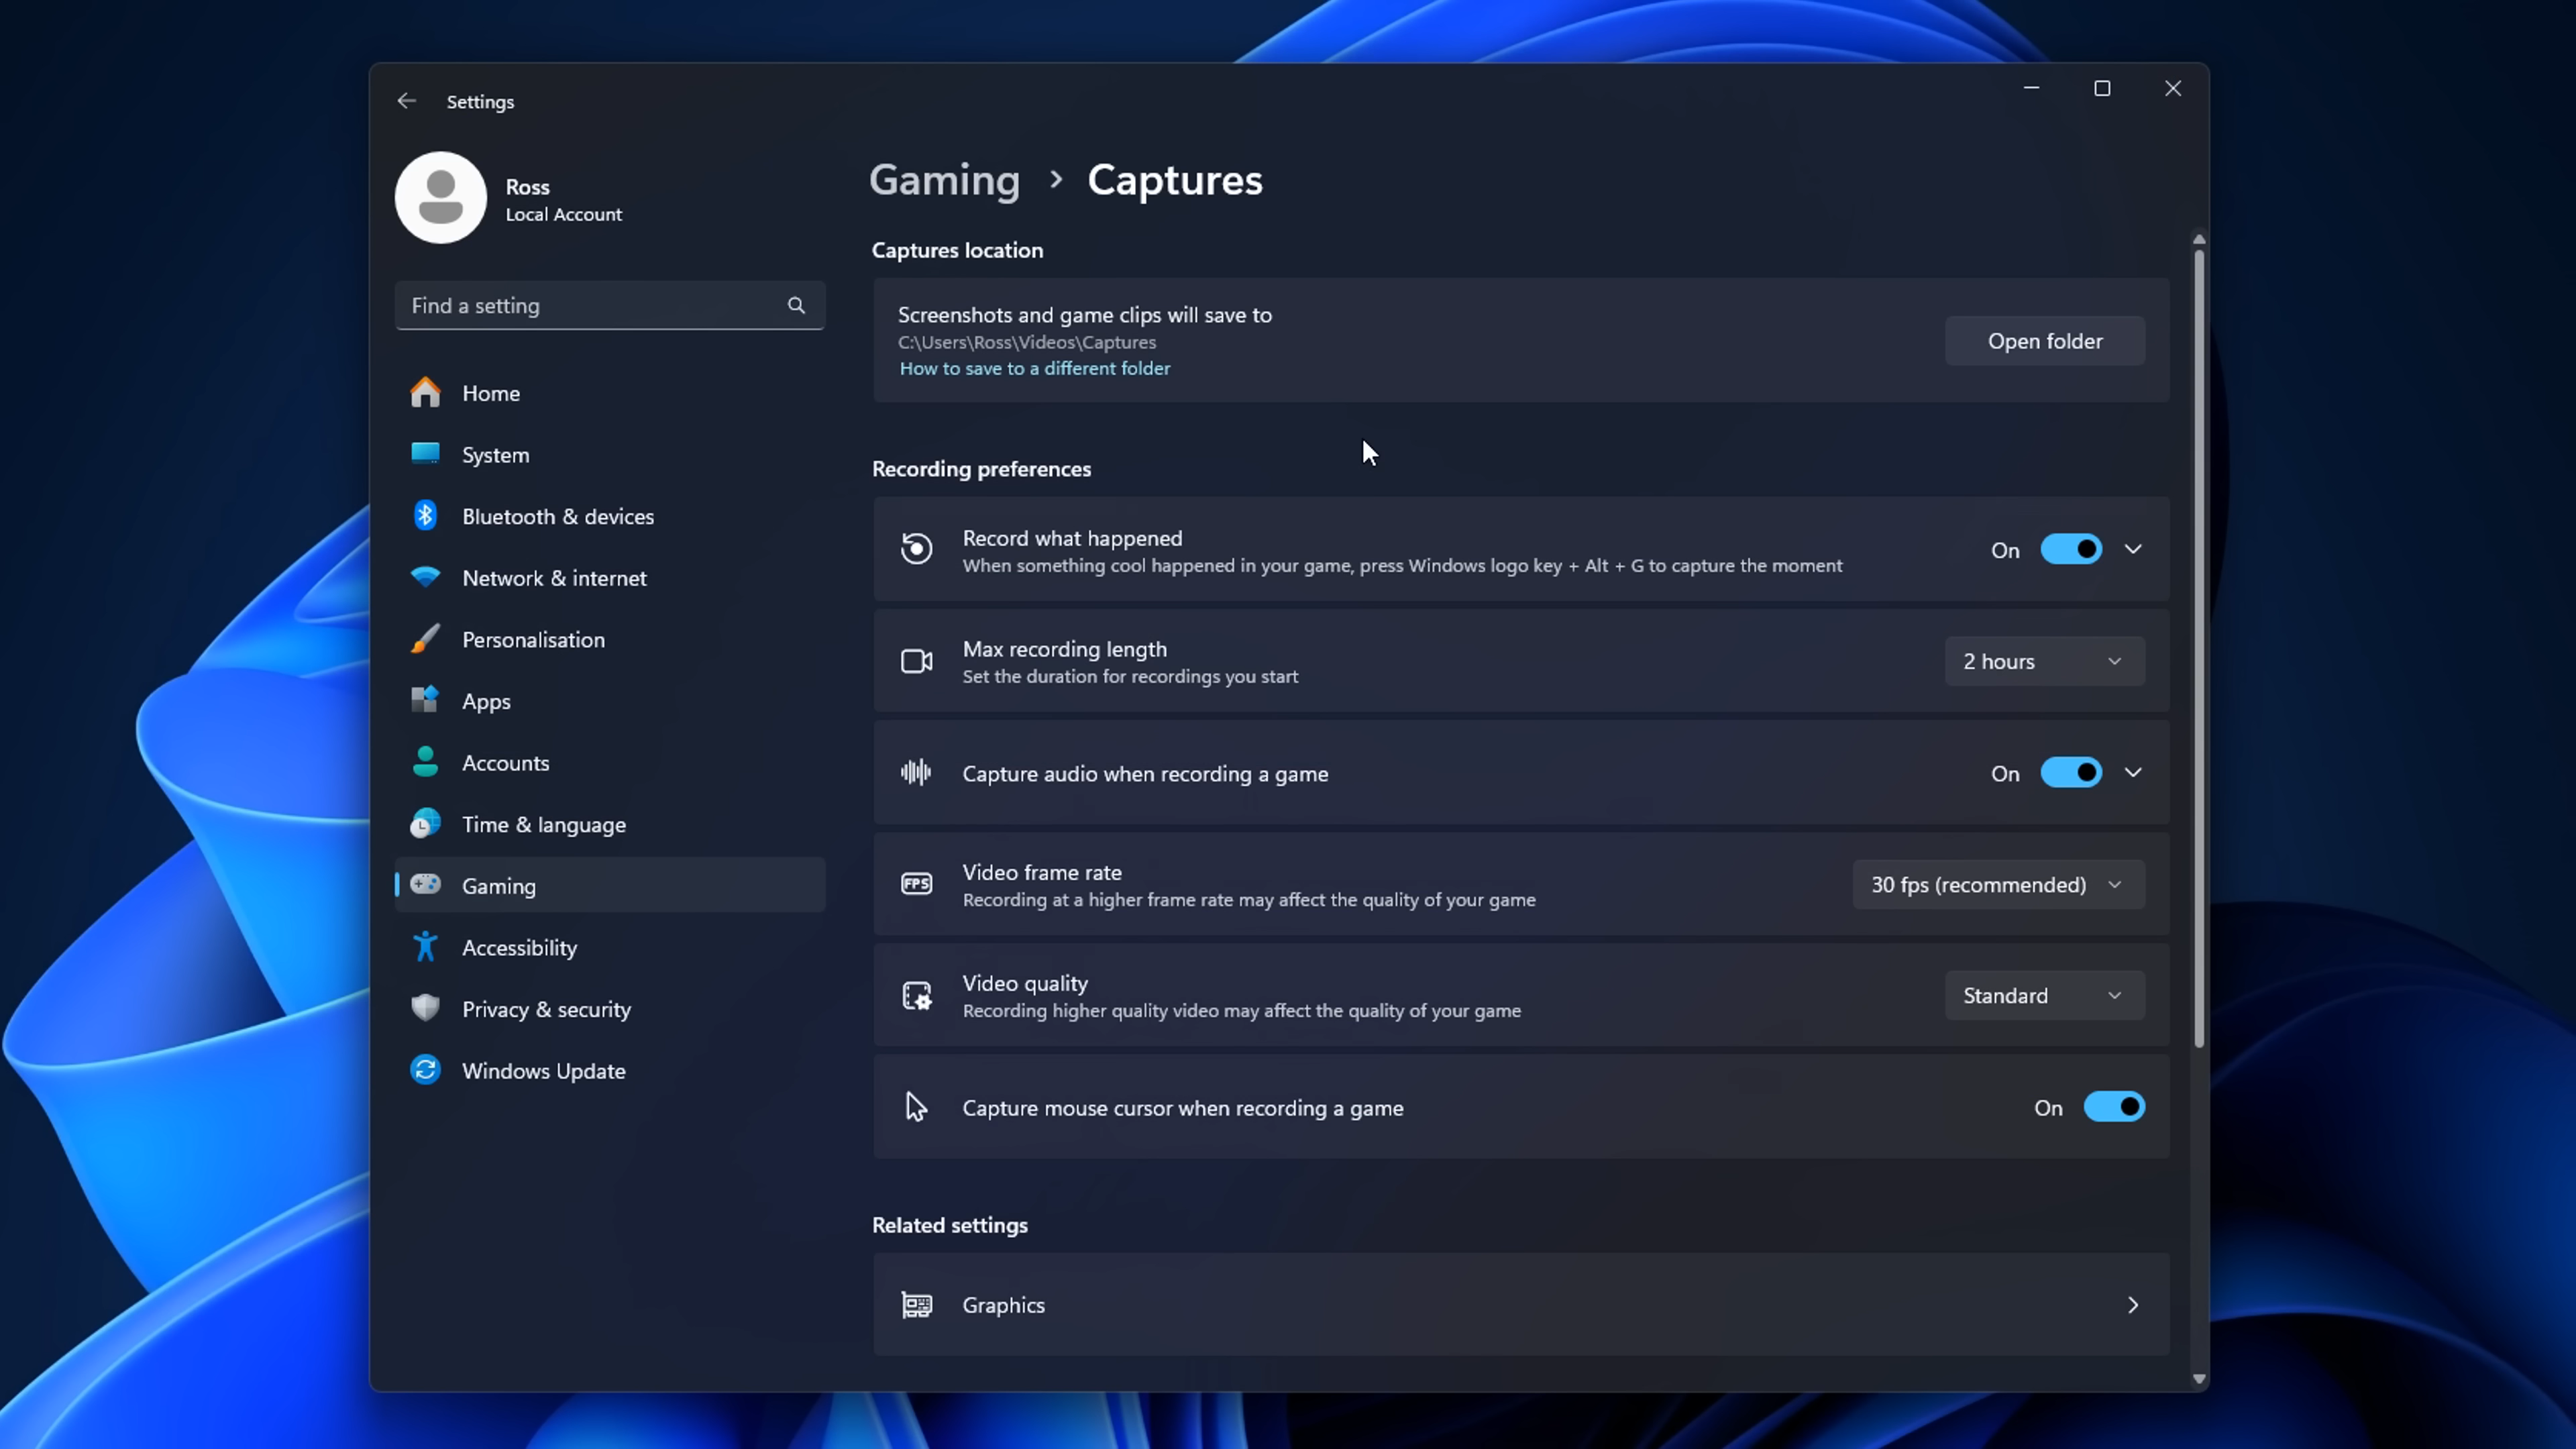 Settings
Ross
Local Account
Find a setting
Home
System
Bluetooth & devices
Network & internet
Personalisation
Apps
Accounts
Time & language
Gaming
Accessibility
Privacy & security
Windows Update
Gaming > Captures
Captures location
Screenshots and game clips will save to
C:\Users\Ross\Videos\Captures
How to save to a different folder
Open folder
Recording preferences
Record what happened
When something cool happened in your game, press Windows logo key + Alt + G to capture the moment
On
Max recording length
Set the duration for recordings you start
2 hours
Capture audio when recording a game
On
FPS
Video frame rate
Recording at a higher frame rate may affect the quality of your game
30 fps (recommended)
Video quality
Recording higher quality video may affect the quality of your game
Standard
Capture mouse cursor when recording a game
On
Related settings
Graphics